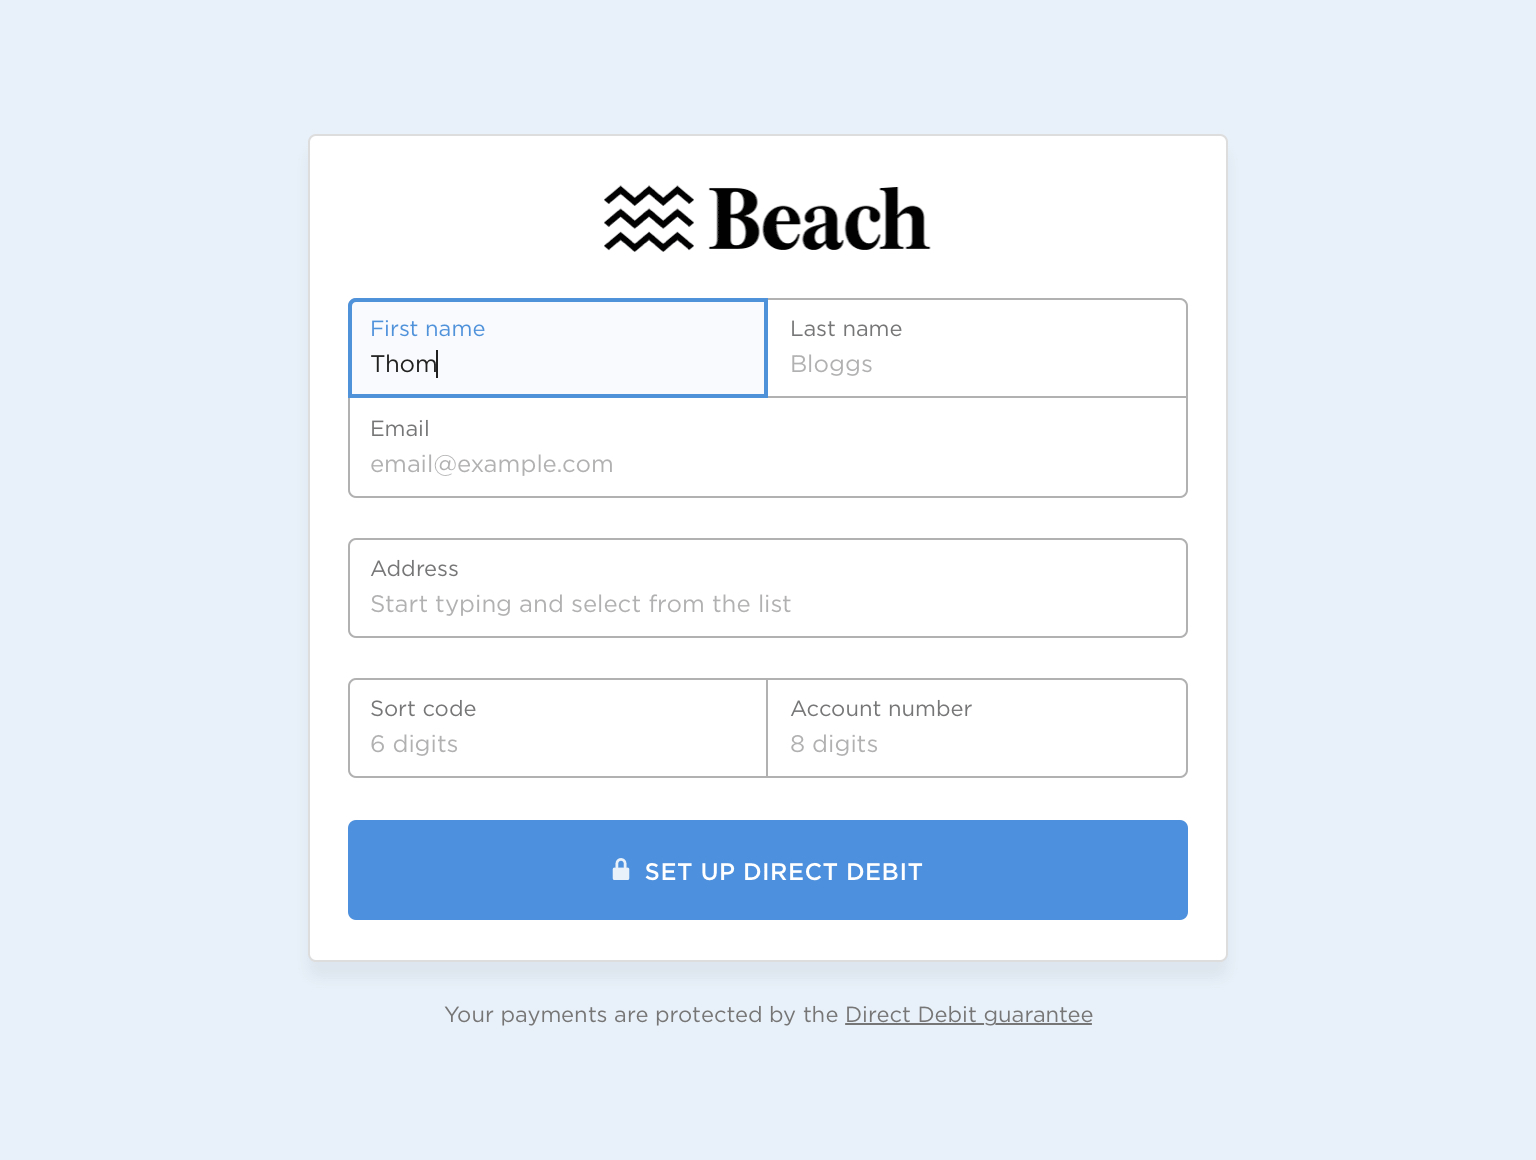 Beach
First name
Last name
Thom
Bloggs
Email
email@example.com
Address
Start typing and select from the list
Sort code
Account number
6 digits
8 digits
SET UP DIRECT DEBIT
Your payments are protected by the Direct Debit guarantee